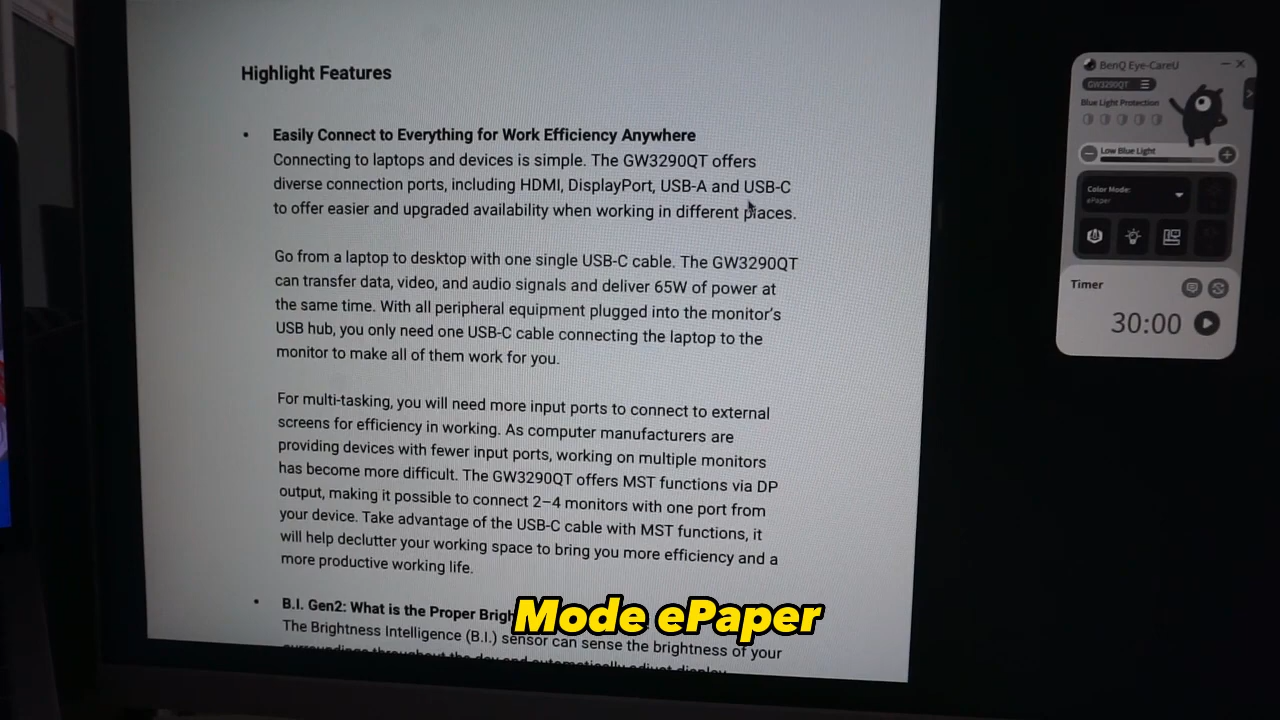 Highlight Features
• Easily Connect to Everything for Work Efficiency Anywhere
Connecting to laptops and devices is simple. The GW3290QT offers
diverse connection ports, including HDMI, DisplayPort, USB-A and USB-C
to offer easier and upgraded availability when working in different places.
Go from a laptop to desktop with one single USB-C cable. The GW3290QT
can transfer data, video, and audio signals and deliver 65W of power at
the same time. With all peripheral equipment plugged into the monitor's
USB hub, you only need one USB-C cable connecting the laptop to the
monitor to make all of them work for you.
For multi-tasking, you will need more input ports to connect to external
screens for efficiency in working. As computer manufacturers are
providing devices with fewer input ports, working on multiple monitors
has become more difficult. The GW3290QT offers MST functions via DP
output, making it possible to connect 2–4 monitors with one port from
your device. Take advantage of the USB-C cable with MST functions, it
will help declutter your working space to bring you more efficiency and a
more productive working life.
• B.I. Gen2: What is the Proper
The Brightness Intelligence (B.I.) sensor can sense the brightness of your
surroundings throughout the day and automatically adjust display
Mode ePaper
BenQ Eye-CareU
GW3290QT
Blue Light Protection
Low Blue Light
Color Mode:
ePaper
Timer
30:00